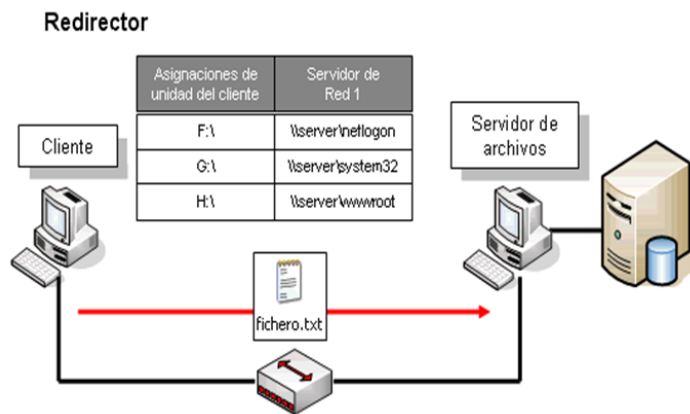 Redirector
Asignaciones de
unidad del cliente
Servidor de
Red 1
F:\
\\server\netlogon
G:\
\\server\system32
H:\
\\server\wwwroot
Cliente
Servidor de
archivos
fichero.txt